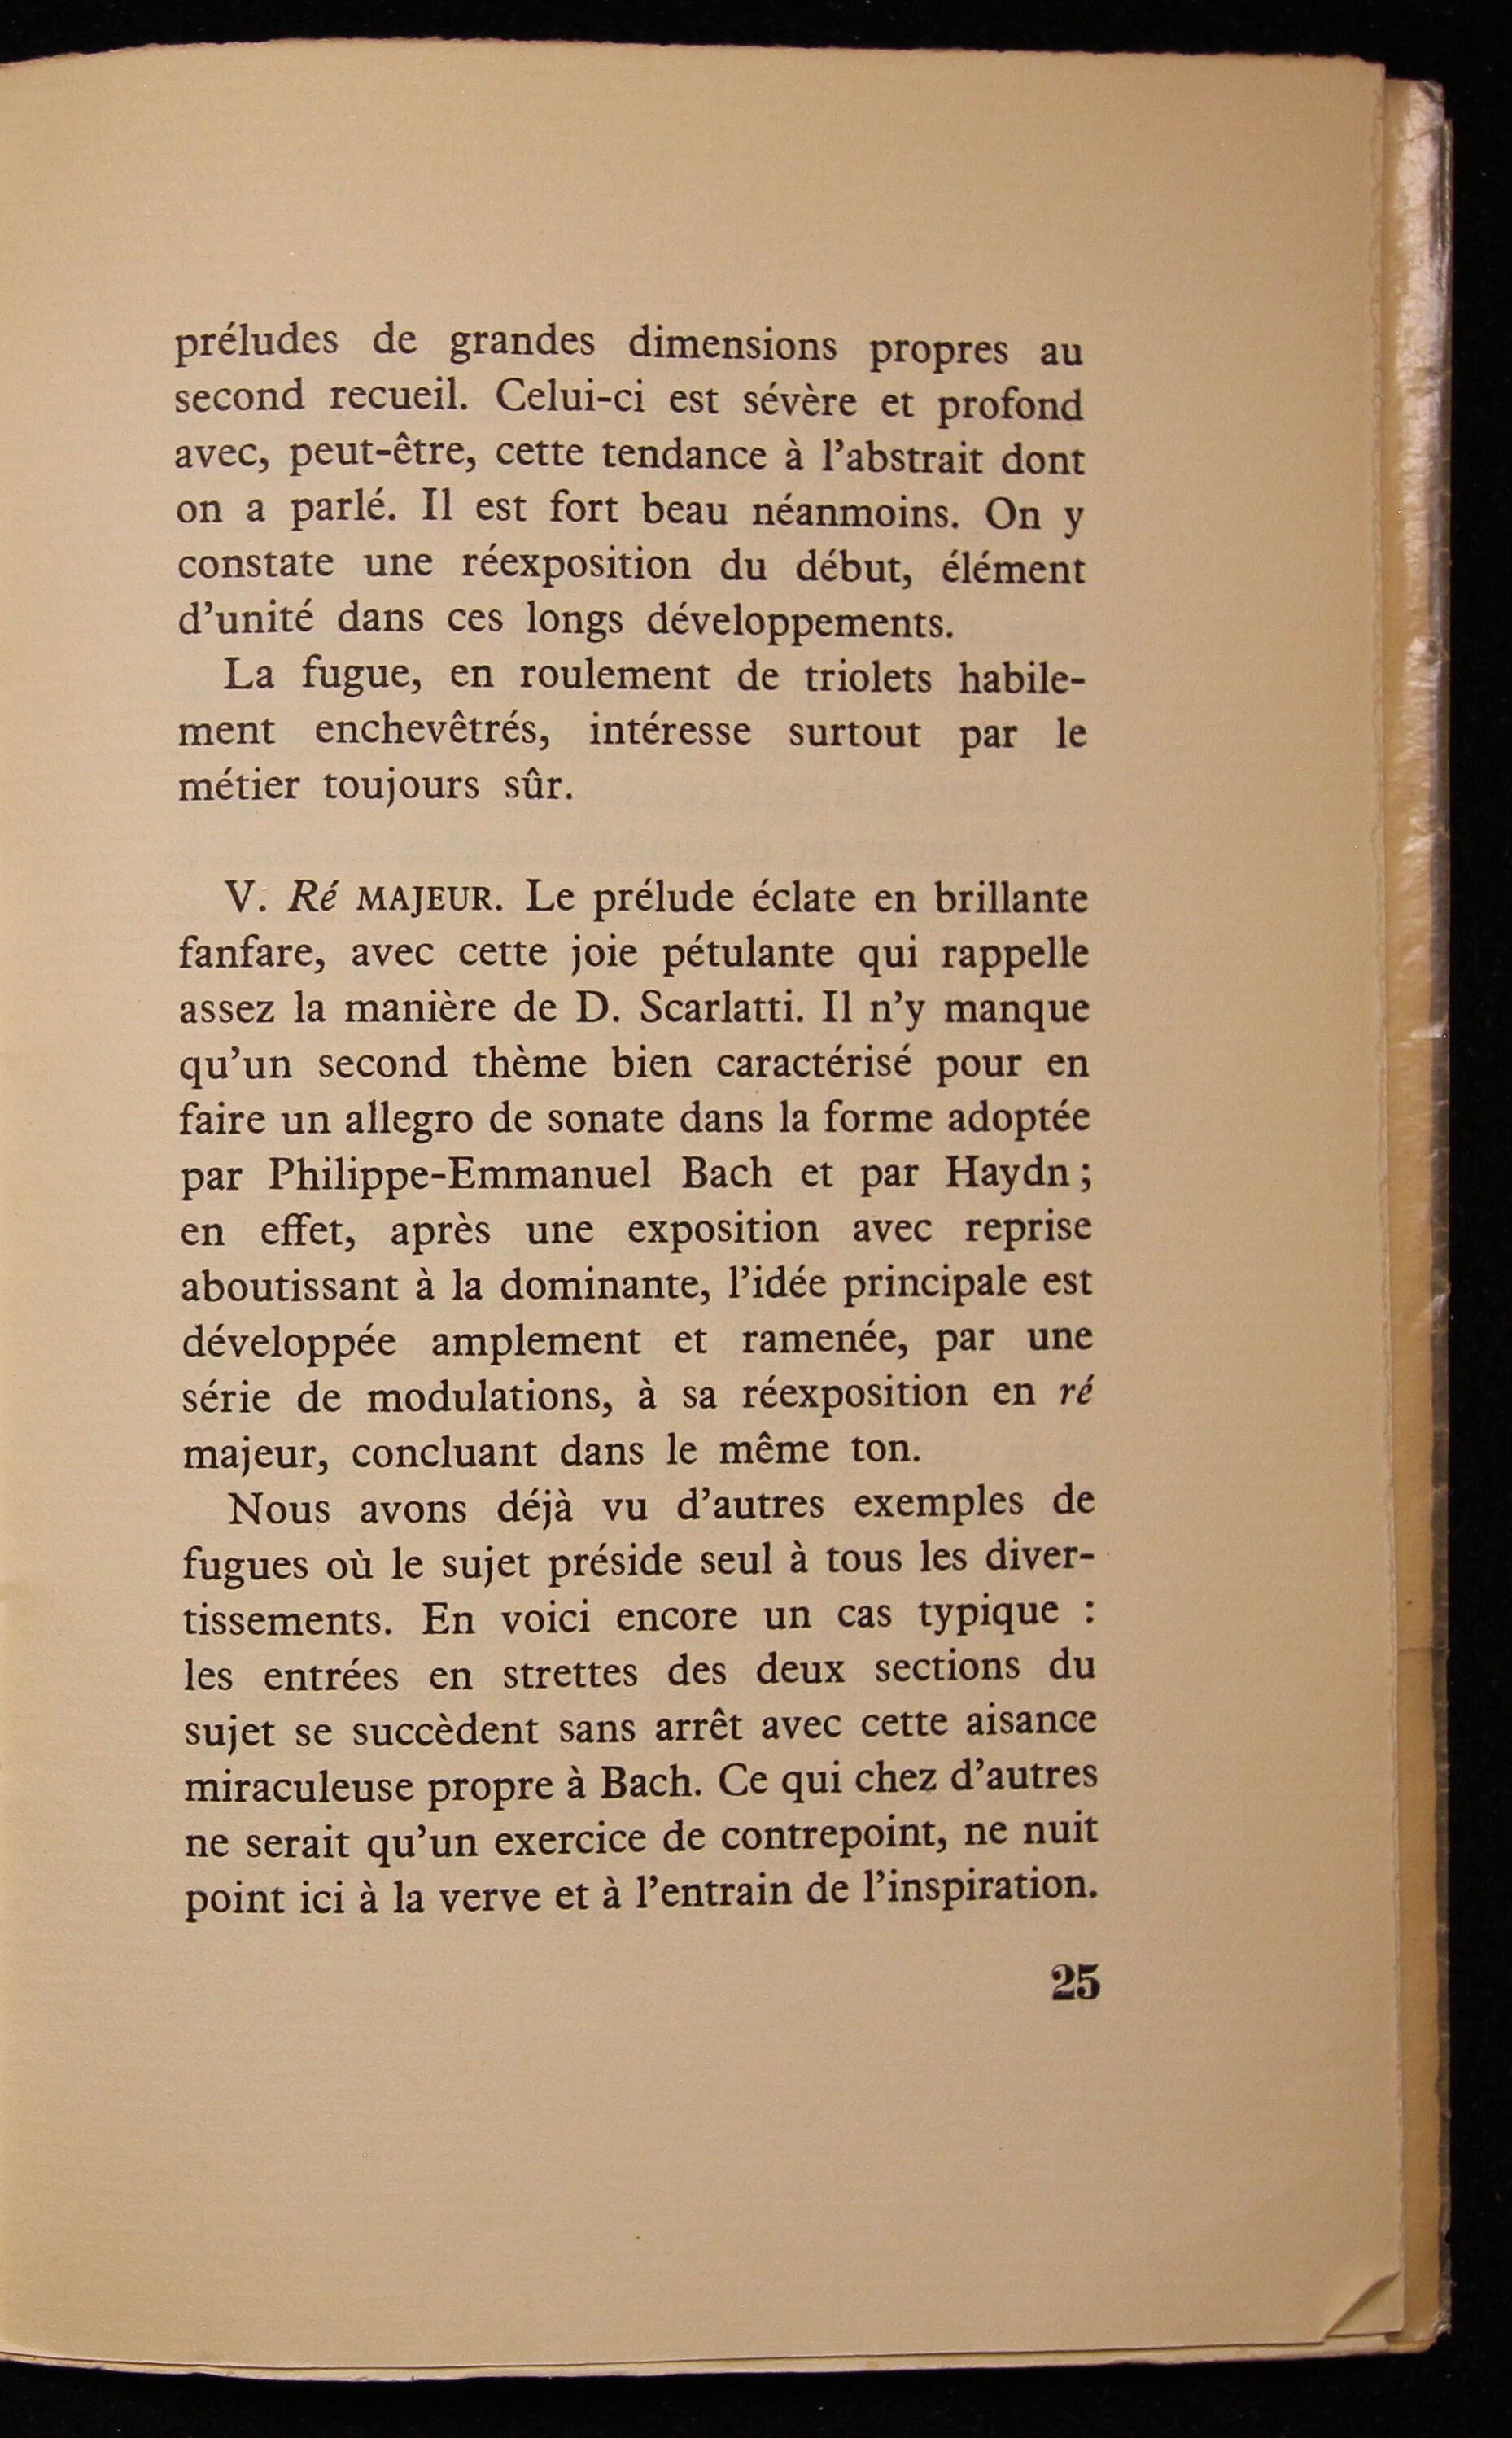 préludes de grandes dimensions propres au
second recueil. Celui-ci est sévère et profond
avec, peut-être, cette tendance à l'abstrait dont
on a parlé. Il est fort beau néanmoins. On y
constate une réexposition du début, élément
d'unité dans ces longs développements.
La fugue, en roulement de triolets habile-
ment enchevêtrés, intéresse surtout par le
métier toujours sûr.
V. Ré MAJEUR. Le prélude éclate en brillante
fanfare, avec cette joie pétulante qui rappelle
assez la manière de D. Scarlatti. Il n'y manque
qu'un second thème bien caractérisé pour en
faire un allegro de sonate dans la forme adoptée
par Philippe-Emmanuel Bach et par Haydn ;
en effet, après une exposition avec reprise
aboutissant à la dominante, l'idée principale est
développée amplement et ramenée, par une
série de modulations, à sa réexposition en ré
majeur, concluant dans le même ton.
Nous avons déjà vu d'autres exemples de
fugues où le sujet préside seul à tous les diver-
tissements. En voici encore un cas typique :
les entrées en strettes des deux sections du
sujet se succèdent sans arrêt avec cette aisance
miraculeuse propre à Bach. Ce qui chez d'autres
ne serait qu'un exercice de contrepoint, ne nuit
point ici à la verve et à l'entrain de l'inspiration.
25